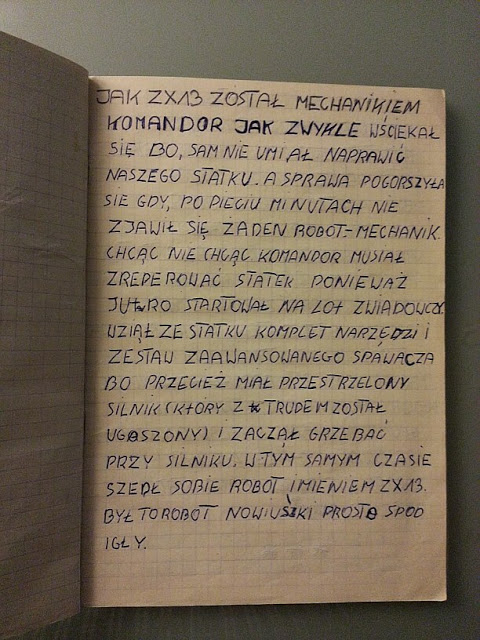 JAK ZX13 ZOSTAŁ MECHANIKIEM
KOMANDOR JAK ZWYKLE WŚCIEKAŁ
SIĘ BO, SAM NIE UMIAŁ NAPRAWIĆ
NASZEGO STATKU. A SPRAWA POGORSZYŁA
SIE GDY, PO PIĘCIU MINUTACH NIE
ZJAWIŁ SIĘ ŻADEN ROBOT-MECHANIK.
CHCĄC NIE CHCĄC KOMANDOR MUSIAŁ
ZREPEROWAĆ STATEK PONIEWAŻ
JUTRO STARTOWAŁ NA LOT ZWIADOWCZY.
WZIĄŁ ZE STATKU KOMPLET NARZĘDZI I
ZESTAW ZAAWANSOWANEGO SPAWACZA
BO PRZECIEŻ MIAŁ PRZESTRZELONY
SILNIK (KTÓRY Z TRUDEM ZOSTAŁ
UGASZONY) I ZACZĄŁ GRZEBAĆ
PRZY SILNIKU. W TYM SAMYM CZASIE
SZEDŁ SOBIE ROBOT IMIENIEM ZX13.
BYŁ TO ROBOT NOWIUSIŻKI PROSTO SPOD
IGŁY.